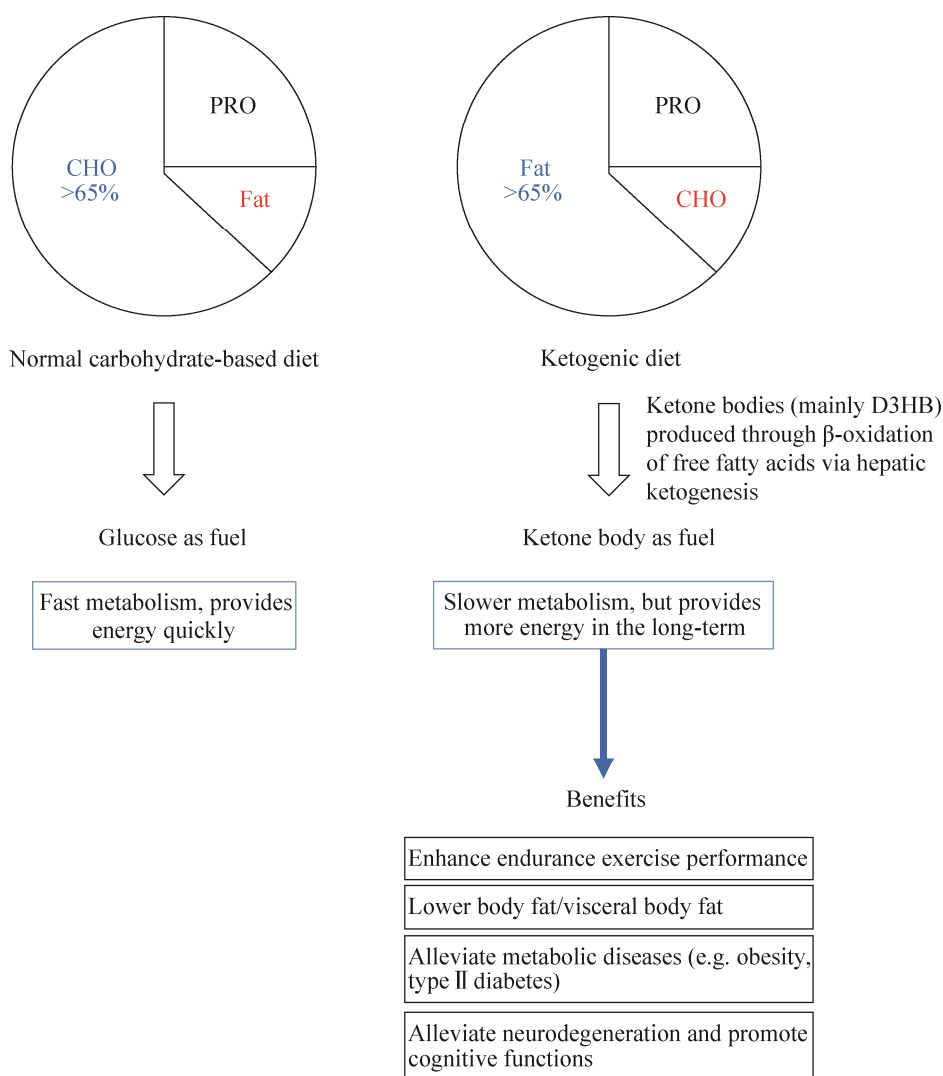 PRO
CHO
>65%
Fat
PRO
Fat
>65%
CHO
Normal carbohydrate-based diet
Ketogenic diet
Ketone bodies (mainly D3HB)
produced through β-oxidation
of free fatty acids via hepatic
ketogenesis
Glucose as fuel
Ketone body as fuel
Fast metabolism, provides
energy quickly
Slower metabolism, but provides
more energy in the long-term
Benefits
Enhance endurance exercise performance
Lower body fat/visceral body fat
Alleviate metabolic diseases (e.g. obesity,
type Ⅱ diabetes)
Alleviate neurodegeneration and promote
cognitive functions